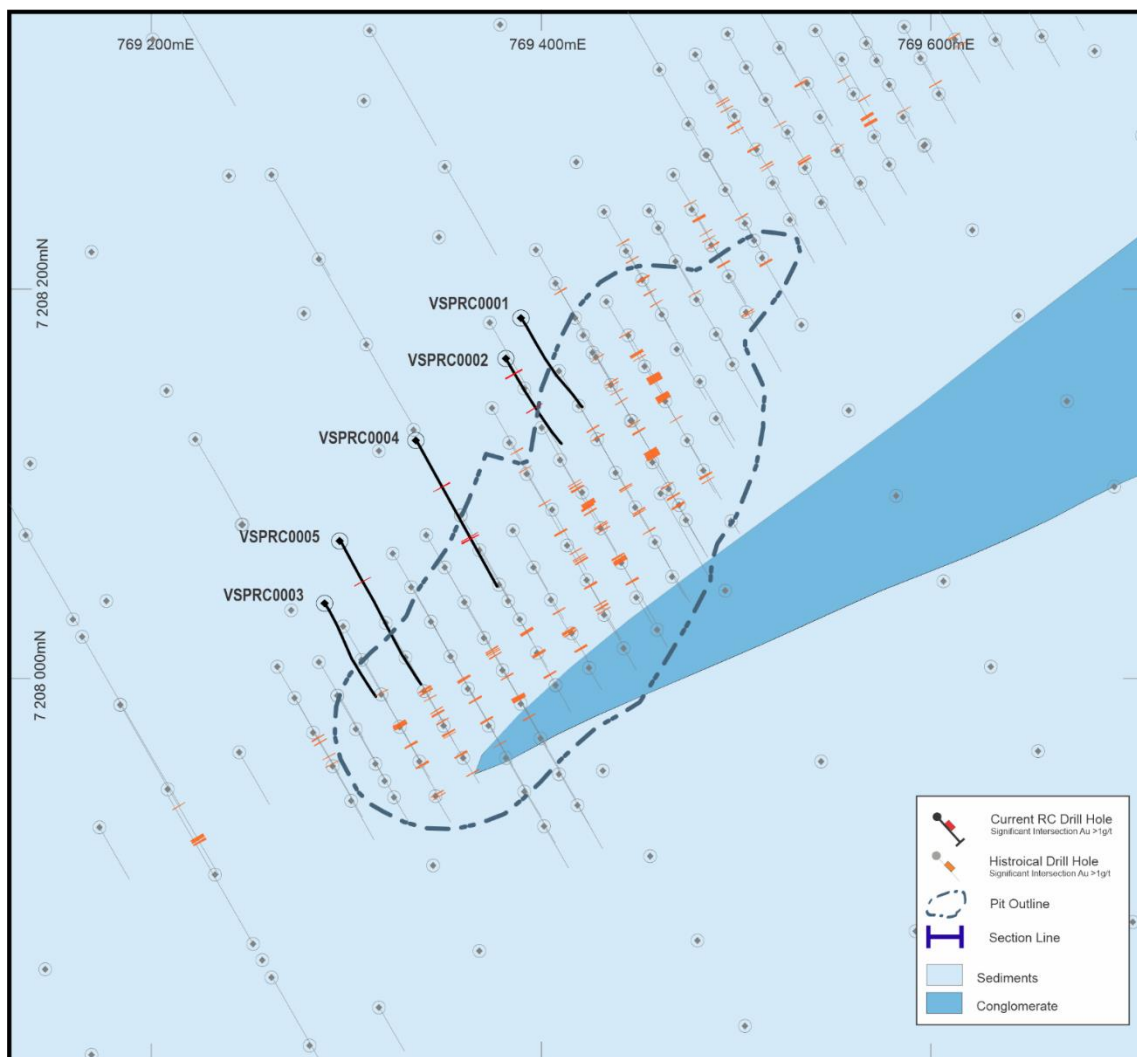 769 200mE
769 400mE
769 600mE
7 208 200mN
VSPRC0001
VSPRC0002
VSPRC0004
VSPRC0005
VSPRC0003
7 208 000mN
Current RC Drill Hole
Significant Intersection Au >1g/t
Histroical Drill Hole
Significant Intersection Au >1g/t
Pit Outline
Section Line
Sediments
Conglomerate